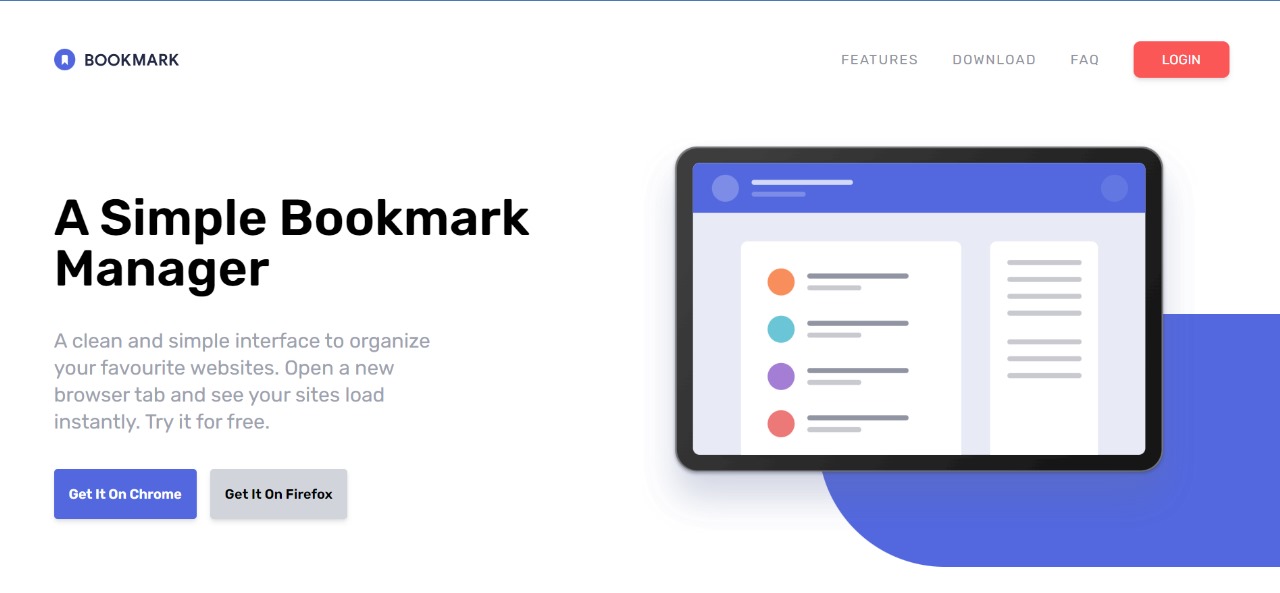 BOOKMARK
FEATURES
DOWNLOAD
FAQ
LOGIN
A Simple Bookmark
Manager
A clean and simple interface to organize
your favourite websites. Open a new
browser tab and see your sites load
instantly. Try it for free.
Get It On Chrome
Get It On Firefox